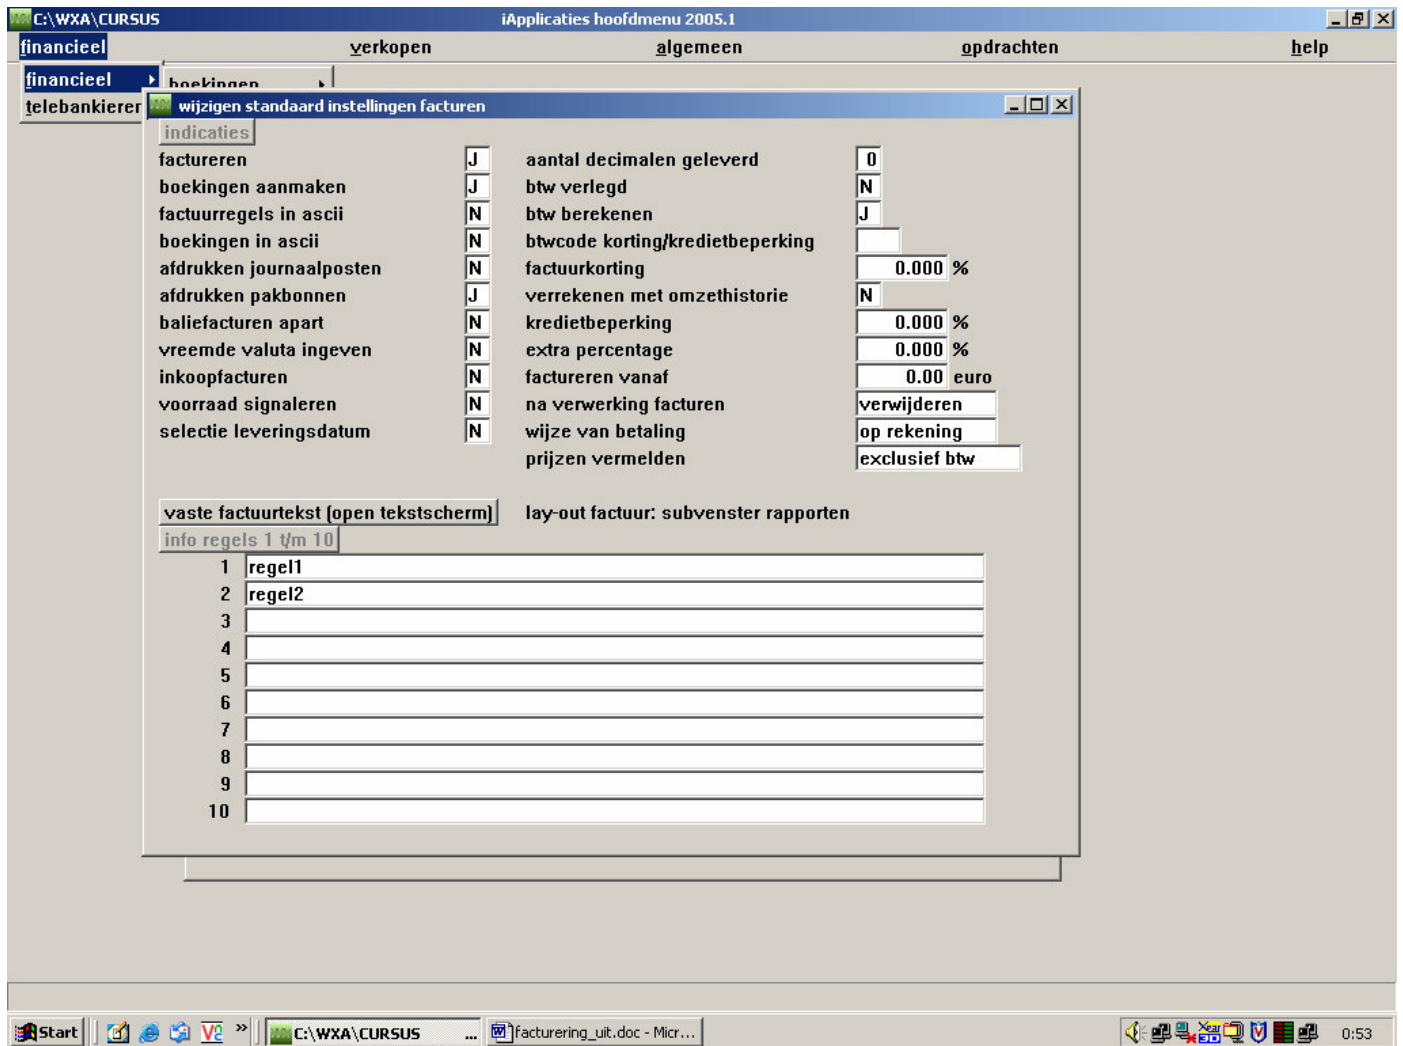 C:\WXA\CURSUS iApplicaties hoofdmenu 2005.1
financieel verkopen algemeen opdrachten help
financieel boekingen
telebankieren
wijzigen standaard instellingen facturen
indicaties
factureren J aantal decimalen geleverd 0
boekingen aanmaken J btw verlegd N
factuurregels in ascii N btw berekenen J
boekingen in ascii N btwcode korting/kredietbeperking
afdrukken journaalposten N factuurkorting 0.000 %
afdrukken pakbonnen J verrekenen met omzethistorie N
baliefacturen apart N kredietbeperking 0.000 %
vreemde valuta ingeven N extra percentage 0.000 %
inkoopfacturen N factureren vanaf 0.00 euro
voorraad signaleren N na verwerking facturen verwijderen
selectie leveringsdatum N wijze van betaling op rekening
prijzen vermelden exclusief btw
vaste factuurtekst (open tekstscherm) lay-out factuur: subvenster rapporten
info regels 1 t/m 10
1 regel1
2 regel2
3
4
5
6
7
8
9
10
Start » C:\WXA\CURSUS ... facturering_uit.doc - Micr... 0:53